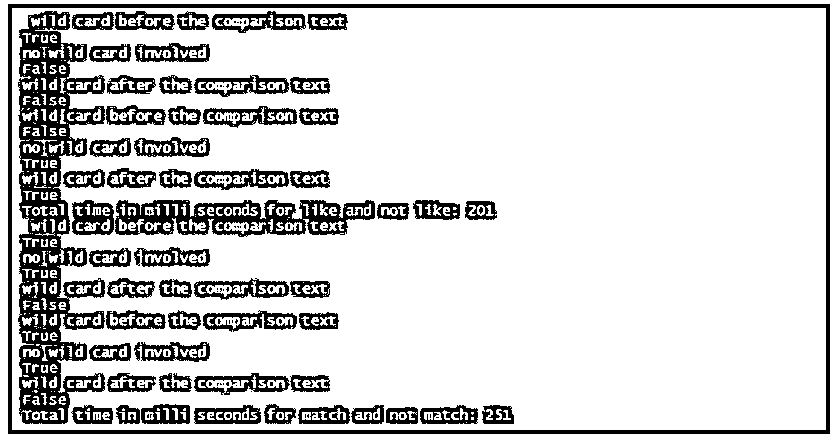 wild card before the comparison text
True
no wild card involved
False
wild card after the comparison text
False
wild card before the comparison text
False
no wild card involved
True
wild card after the comparison text
True
Total time in milli seconds for like and not like: 201
wild card before the comparison text
True
no wild card involved
True
wild card after the comparison text
False
wild card before the comparison text
True
no wild card involved
True
wild card after the comparison text
False
Total time in milli seconds for match and not match: 251